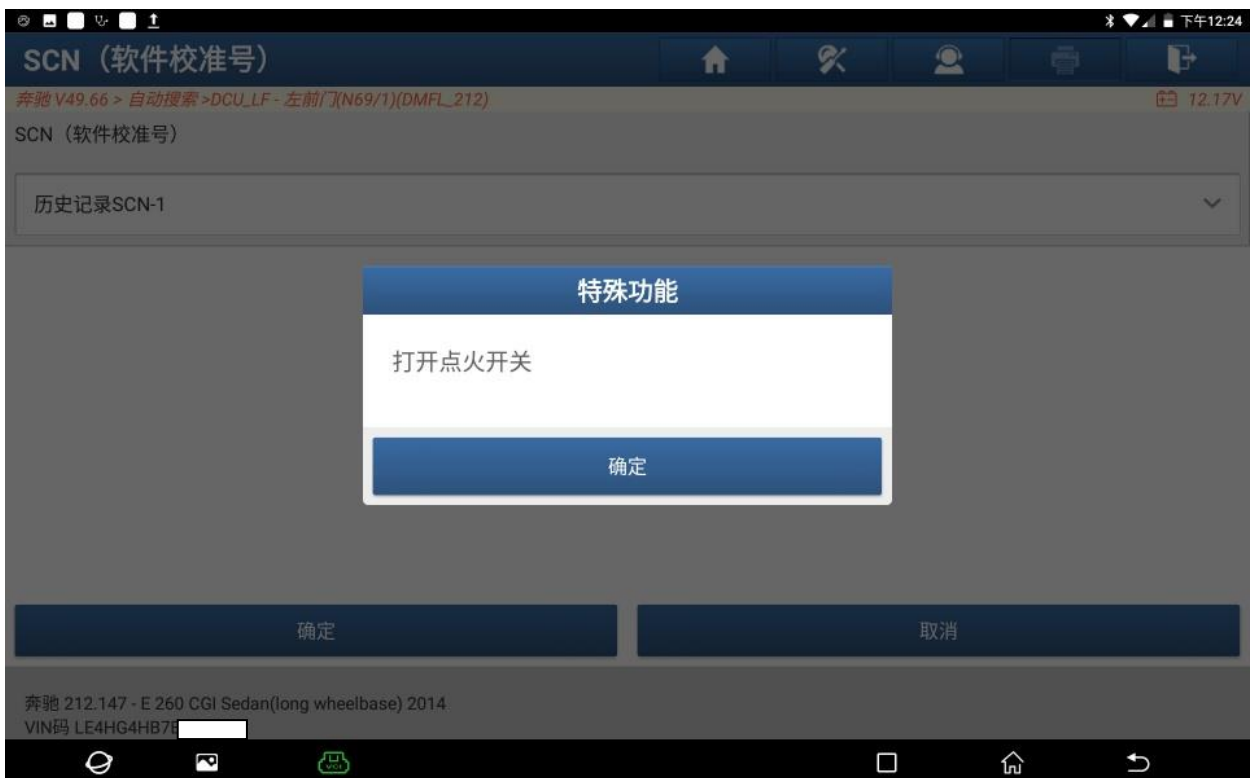 下午12:24
SCN（软件校准号）
奔驰 V49.66 > 自动搜索 >DCU_LF - 左前门(N69/1)(DMFL_212)
12.17V
SCN（软件校准号）
历史记录SCN-1
特殊功能
打开点火开关
确定
确定
取消
奔驰 212.147 - E 260 CGI Sedan(long wheelbase) 2014
VIN码 LE4HG4HB7E
VCI